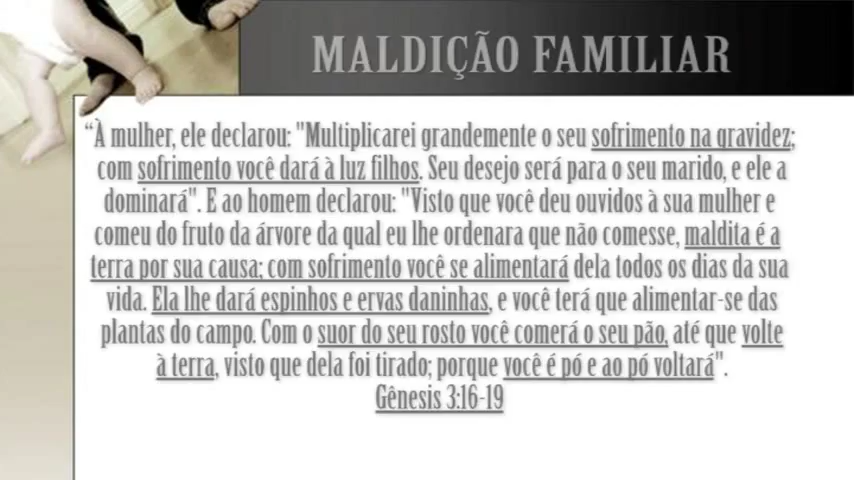 MALDIÇÃO FAMILIAR
“À mulher, ele declarou: "Multiplicarei grandemente o seu sofrimento na gravidez;
com sofrimento você dará à luz filhos. Seu desejo será para o seu marido, e ele a
dominará". E ao homem declarou: "Visto que você deu ouvidos à sua mulher e
comeu do fruto da árvore da qual eu lhe ordenara que não comesse, maldita é a
terra por sua causa; com sofrimento você se alimentará dela todos os dias da sua
vida. Ela lhe dará espinhos e ervas daninhas, e você terá que alimentar-se das
plantas do campo. Com o suor do seu rosto você comerá o seu pão, até que volte
à terra, visto que dela foi tirado; porque você é pó e ao pó voltará".
Gênesis 3:16-19